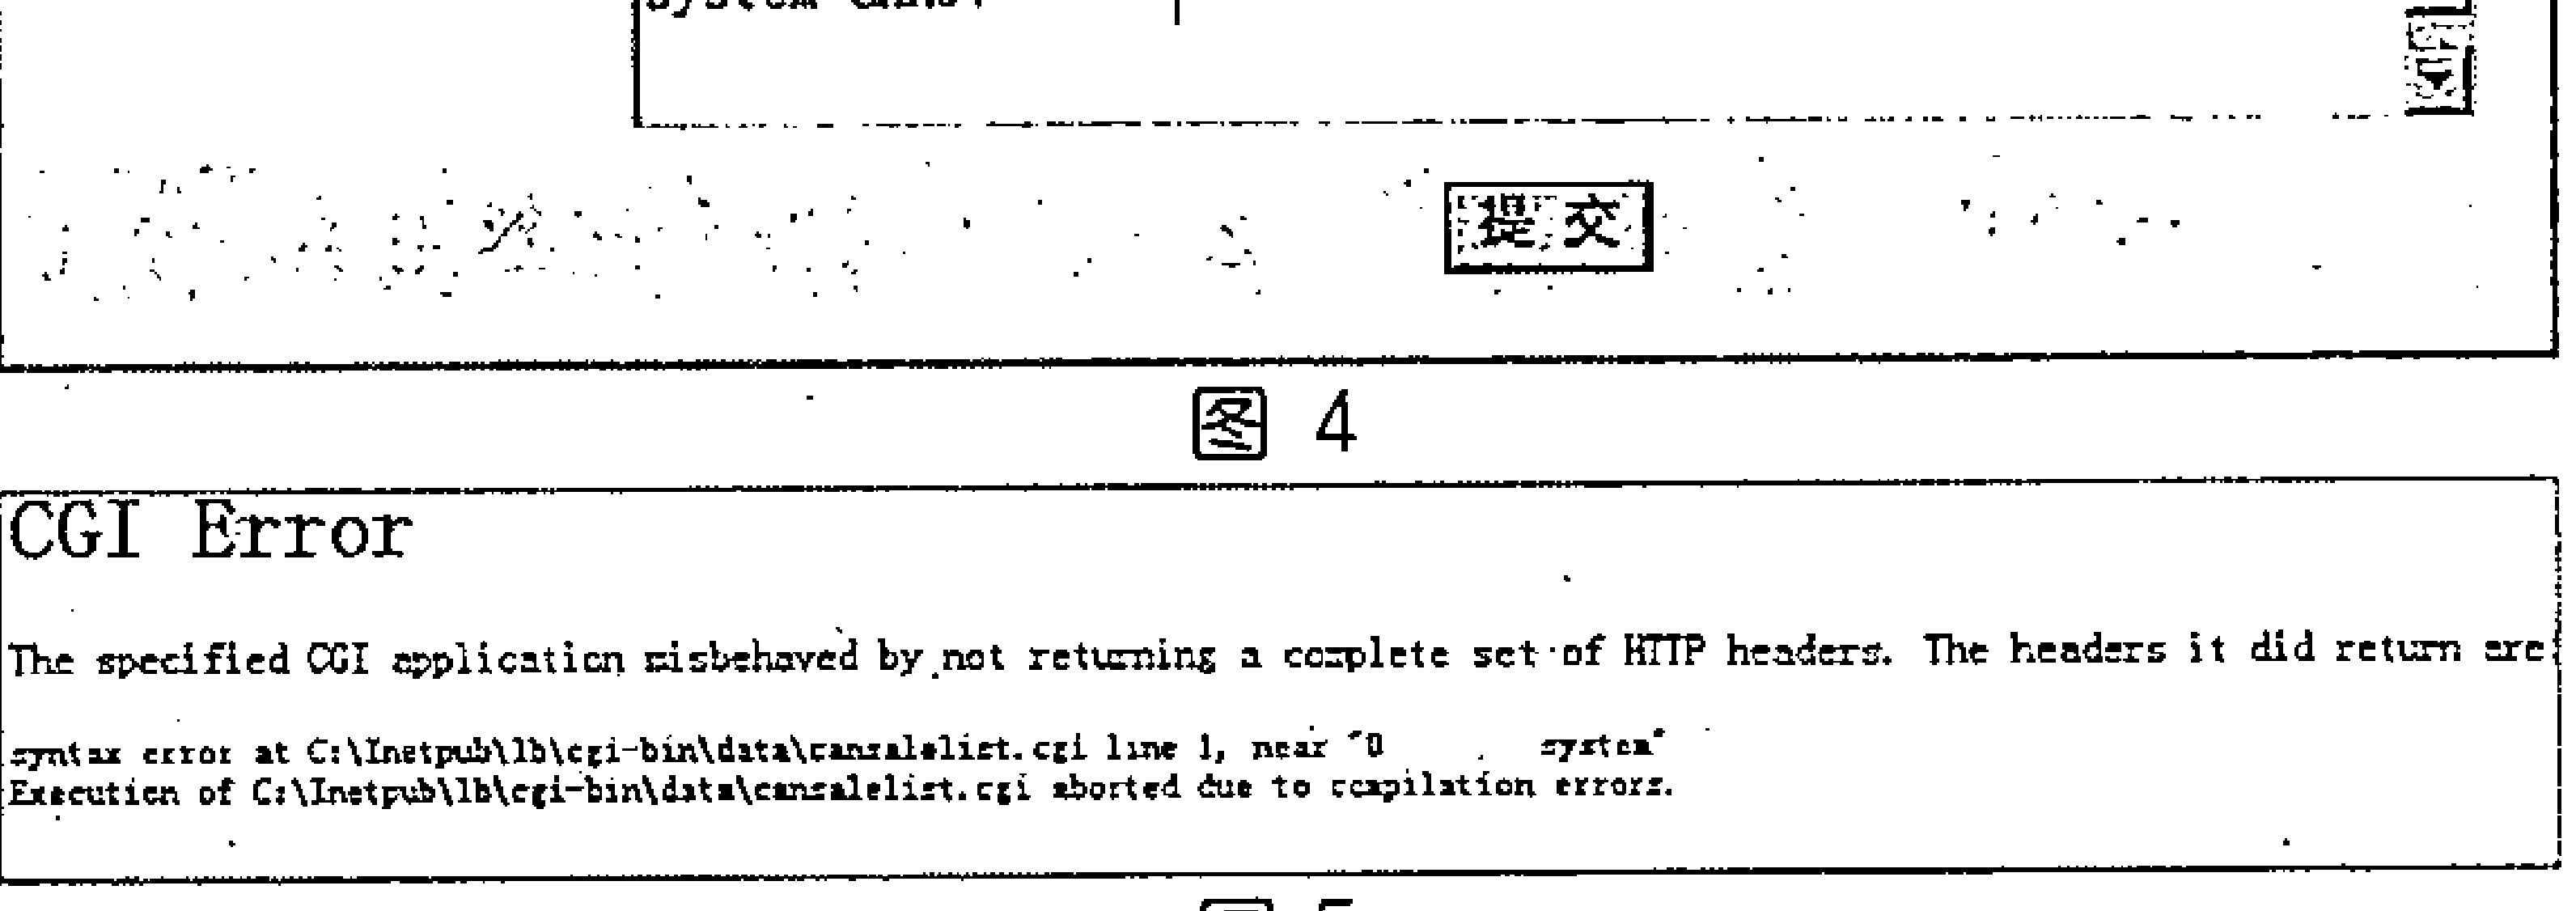 提 交
图 4
CGI Error
The specified CGI application misbehaved by not returning a complete set of HTTP headers. The headers it did return are:
syntax error at C:\Inetpub\lb\cgi-bin\data\cansalelist.cgi line 1, near "0 system"
Execution of C:\Inetpub\lb\cgi-bin\data\cansalelist.cgi aborted due to compilation errors.